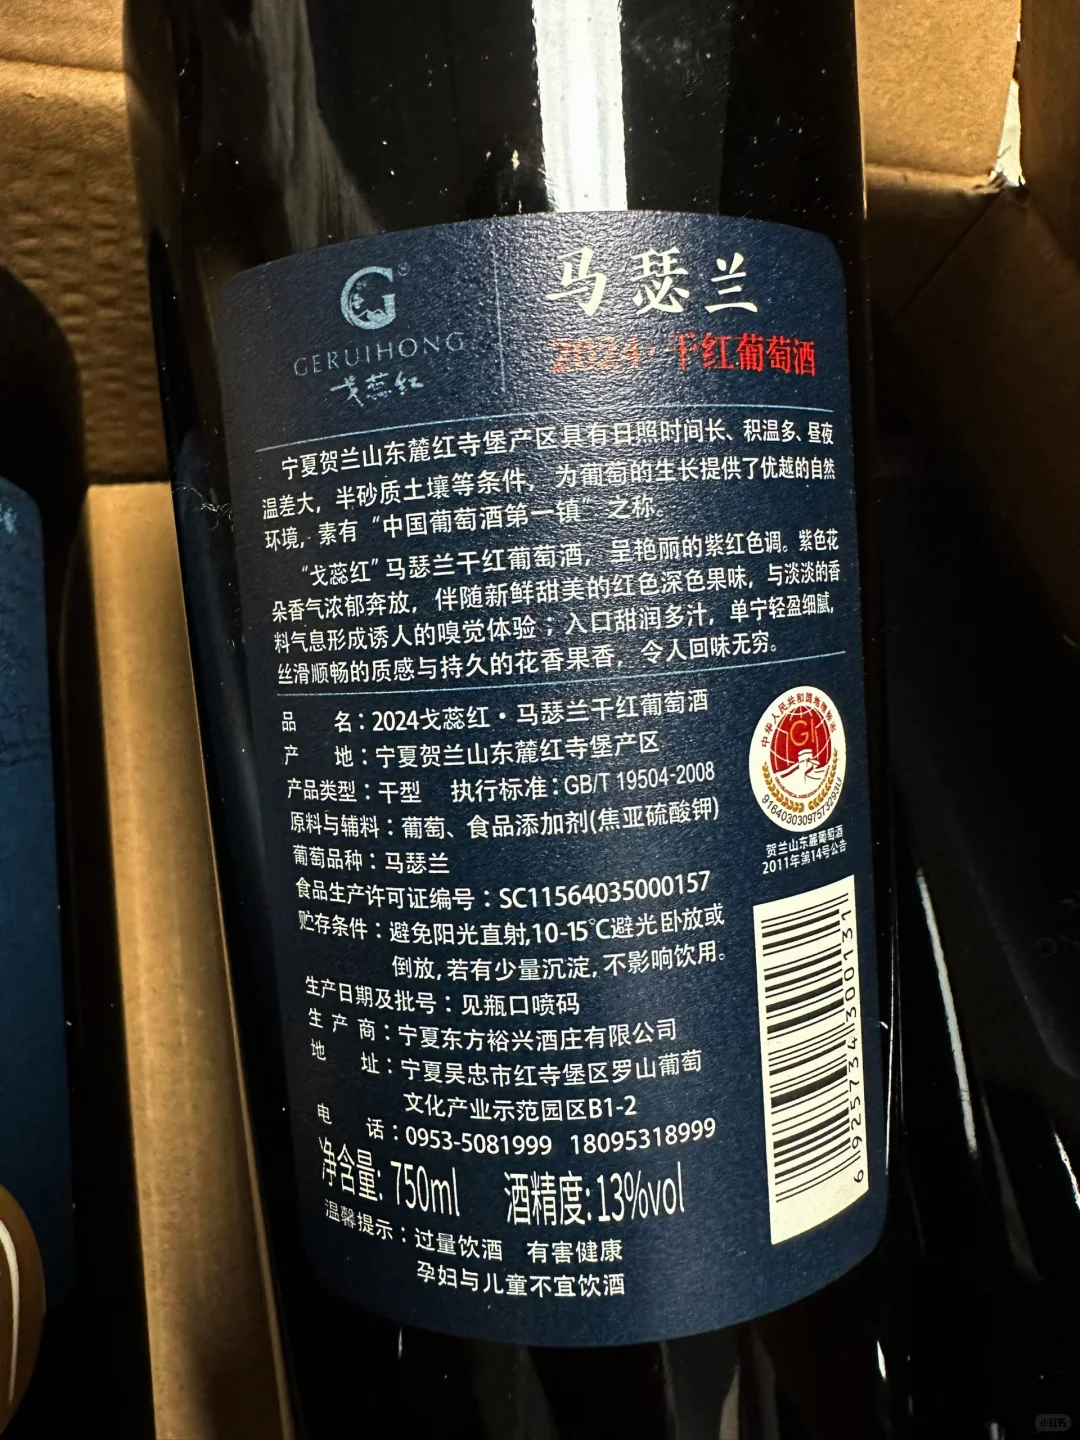 G®
GERUIHONG
戈蕊红
马瑟兰
2024·干红葡萄酒
宁夏贺兰山东麓红寺堡产区具有日照时间长、积温多、昼夜
温差大，半砂质土壤等条件，为葡萄的生长提供了优越的自然
环境，素有“中国葡萄酒第一镇”之称。
“戈蕊红”马瑟兰干红葡萄酒，呈艳丽的紫红色调。紫色花
朵香气浓郁奔放，伴随新鲜甜美的红色深色果味，与淡淡的香
料气息形成诱人的嗅觉体验；入口甜润多汁，单宁轻盈细腻，
丝滑顺畅的质感与持久的花香果香，令人回味无穷。
品名：2024戈蕊红·马瑟兰干红葡萄酒
产地：宁夏贺兰山东麓红寺堡产区
产品类型：干型 执行标准：GB/T 19504-2008
原料与辅料：葡萄、食品添加剂(焦亚硫酸钾)
葡萄品种：马瑟兰
食品生产许可证编号：SC11564035000157
贮存条件：避免阳光直射,10-15℃避光卧放或
倒放,若有少量沉淀,不影响饮用。
生产日期及批号：见瓶口喷码
生产商：宁夏东方裕兴酒庄有限公司
地址：宁夏吴忠市红寺堡区罗山葡萄
文化产业示范园区B1-2
电话：0953-5081999 18095318999
净含量: 750ml 酒精度:13%vol
温馨提示：过量饮酒 有害健康
孕妇与儿童不宜饮酒
中华人民共和国地理标志
GI
贺兰山东麓葡萄酒
2011年第14号公告
6925734300131
小红书